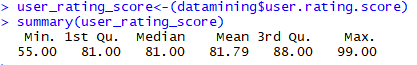 > user_rating_score<-(datamining$user.rating.score)
> summary(user_rating_score)
   Min. 1st Qu.  Median    Mean 3rd Qu.    Max.
  55.00   81.00   81.00   81.79   88.00   99.00